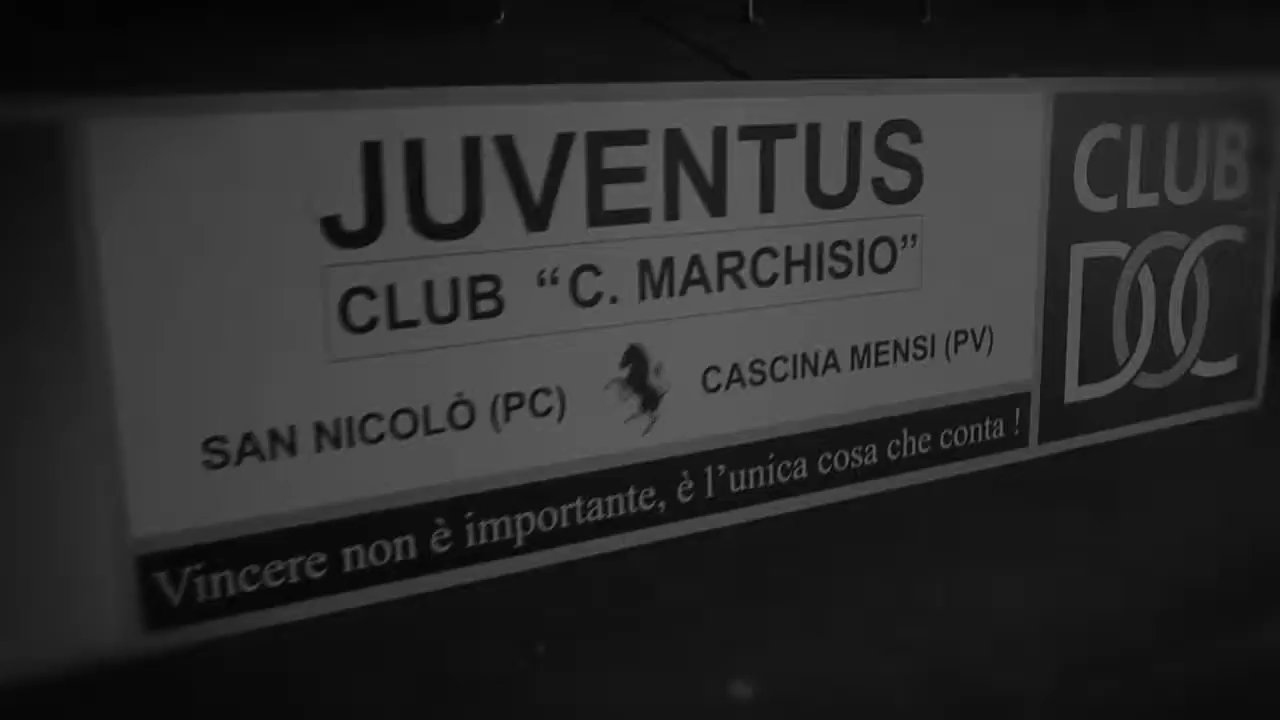 JUVENTUS
CLUB “C. MARCHISIO”
SAN NICOLÒ (PC) CASCINA MENSI (PV)
Vincere non è importante, è l’unica cosa che conta !
CLUB
DOC